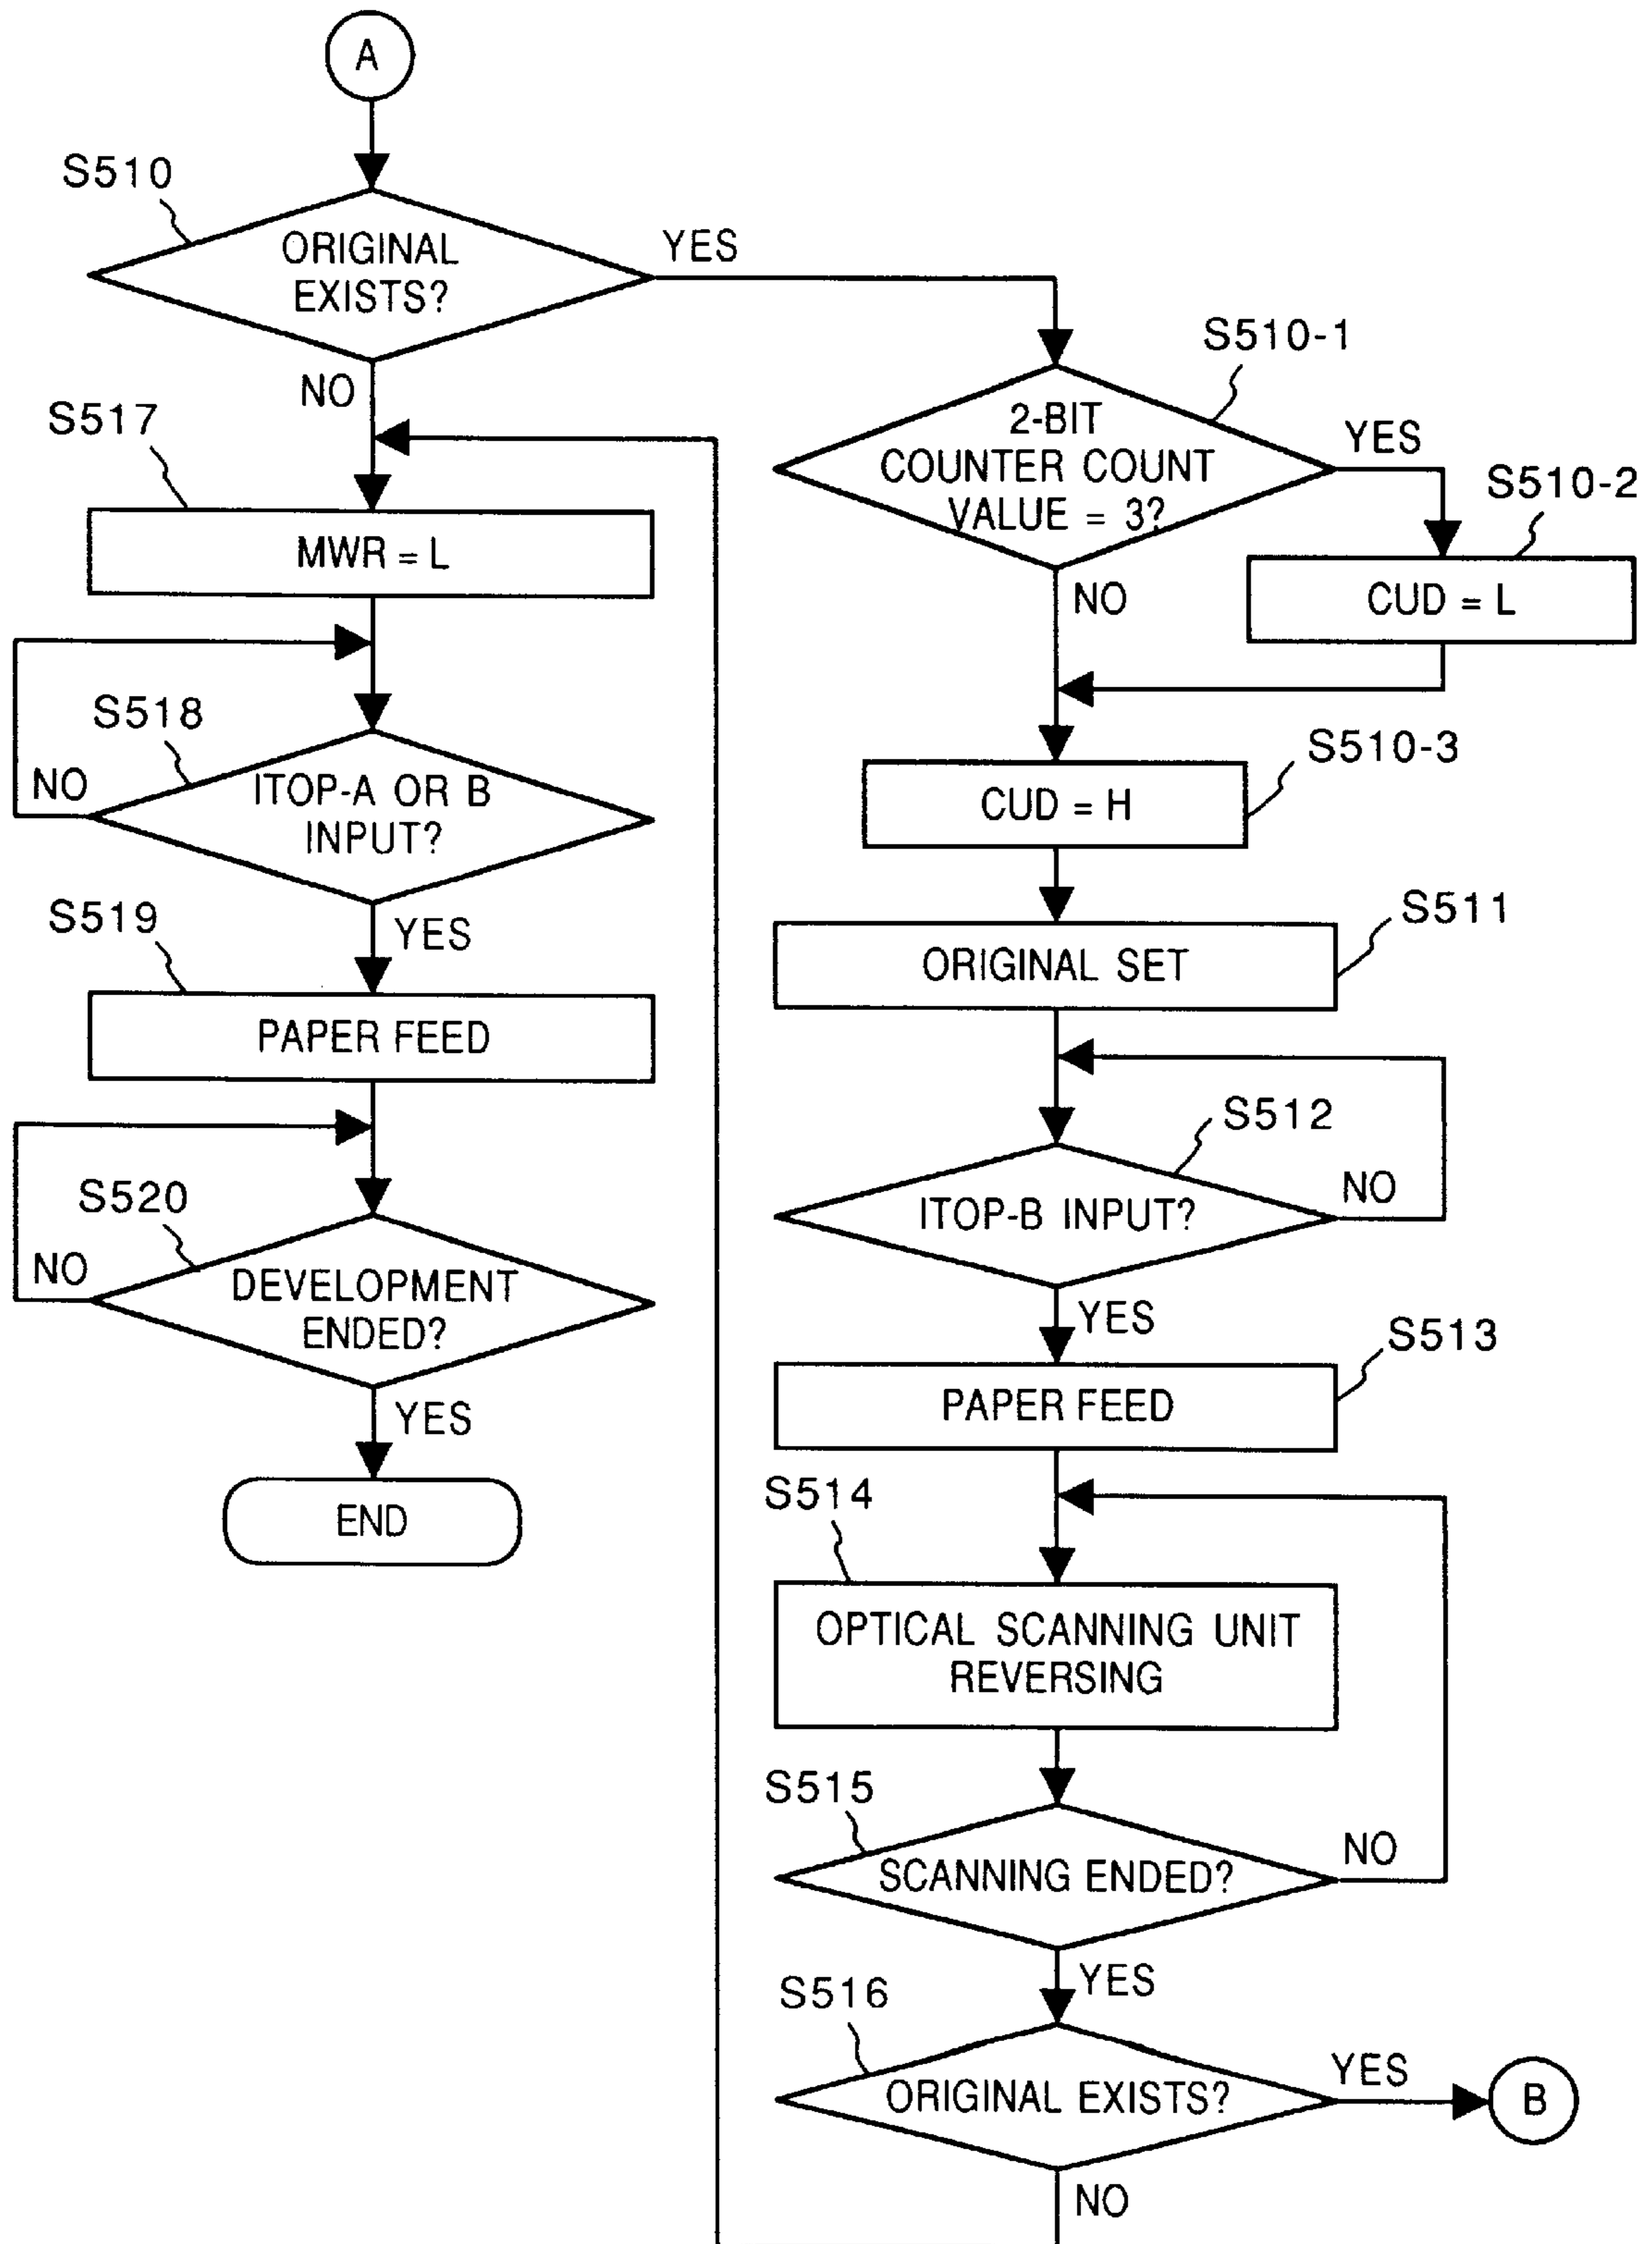 A
S510
ORIGINAL
EXISTS?
YES
NO
S517
MWR = L
S518
ITOP-A OR B
INPUT?
NO
YES
S519
PAPER FEED
S520
DEVELOPMENT
ENDED?
NO
YES
END
S510-1
2-BIT
COUNTER COUNT
VALUE = 3?
YES
NO
S510-2
CUD = L
S510-3
CUD = H
S511
ORIGINAL SET
S512
ITOP-B INPUT?
NO
YES
S513
PAPER FEED
S514
OPTICAL SCANNING UNIT
REVERSING
S515
SCANNING ENDED?
NO
YES
S516
ORIGINAL EXISTS?
YES
B
NO